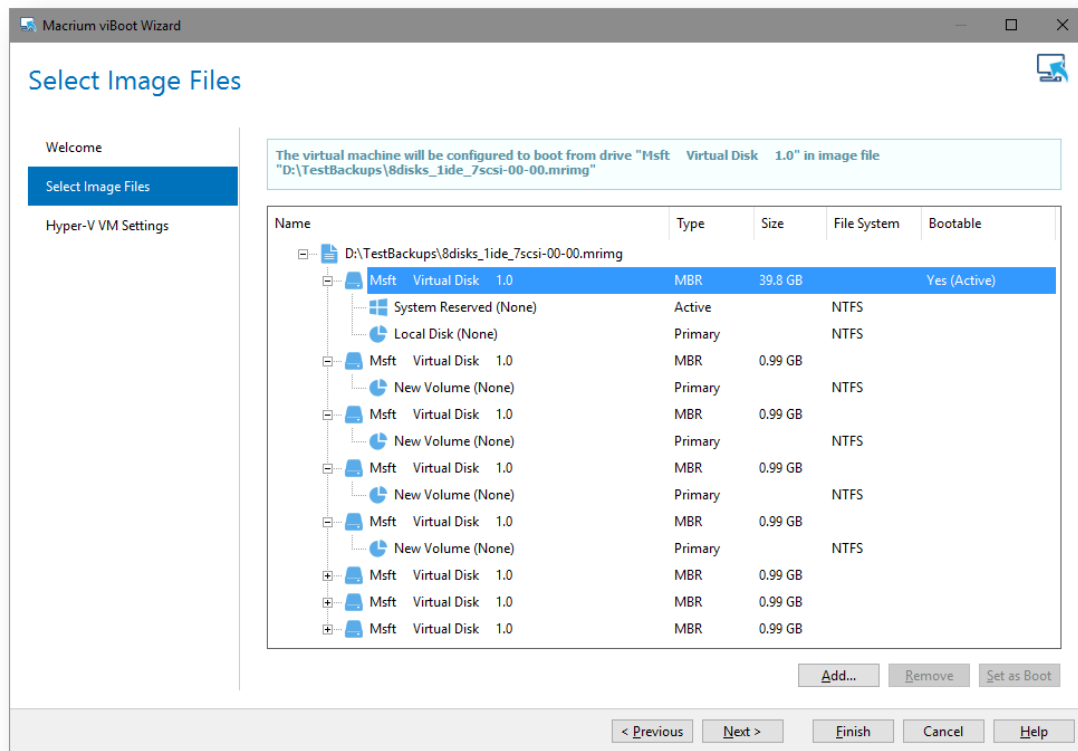 Macrium viBoot Wizard
Select Image Files
Welcome
Select Image Files
Hyper-V VM Settings
The virtual machine will be configured to boot from drive "Msft    Virtual Disk    1.0" in image file
"D:\TestBackups\8disks_1ide_7scsi-00-00.mrimg"
Name Type Size File System Bootable
D:\TestBackups\8disks_1ide_7scsi-00-00.mrimg
Msft    Virtual Disk    1.0 MBR 39.8 GB Yes (Active)
System Reserved (None) Active NTFS
Local Disk (None) Primary NTFS
Msft    Virtual Disk    1.0 MBR 0.99 GB
New Volume (None) Primary NTFS
Msft    Virtual Disk    1.0 MBR 0.99 GB
New Volume (None) Primary NTFS
Msft    Virtual Disk    1.0 MBR 0.99 GB
New Volume (None) Primary NTFS
Msft    Virtual Disk    1.0 MBR 0.99 GB
New Volume (None) Primary NTFS
Msft    Virtual Disk    1.0 MBR 0.99 GB
Msft    Virtual Disk    1.0 MBR 0.99 GB
Msft    Virtual Disk    1.0 MBR 0.99 GB
Add... Remove Set as Boot
< Previous Next > Finish Cancel Help